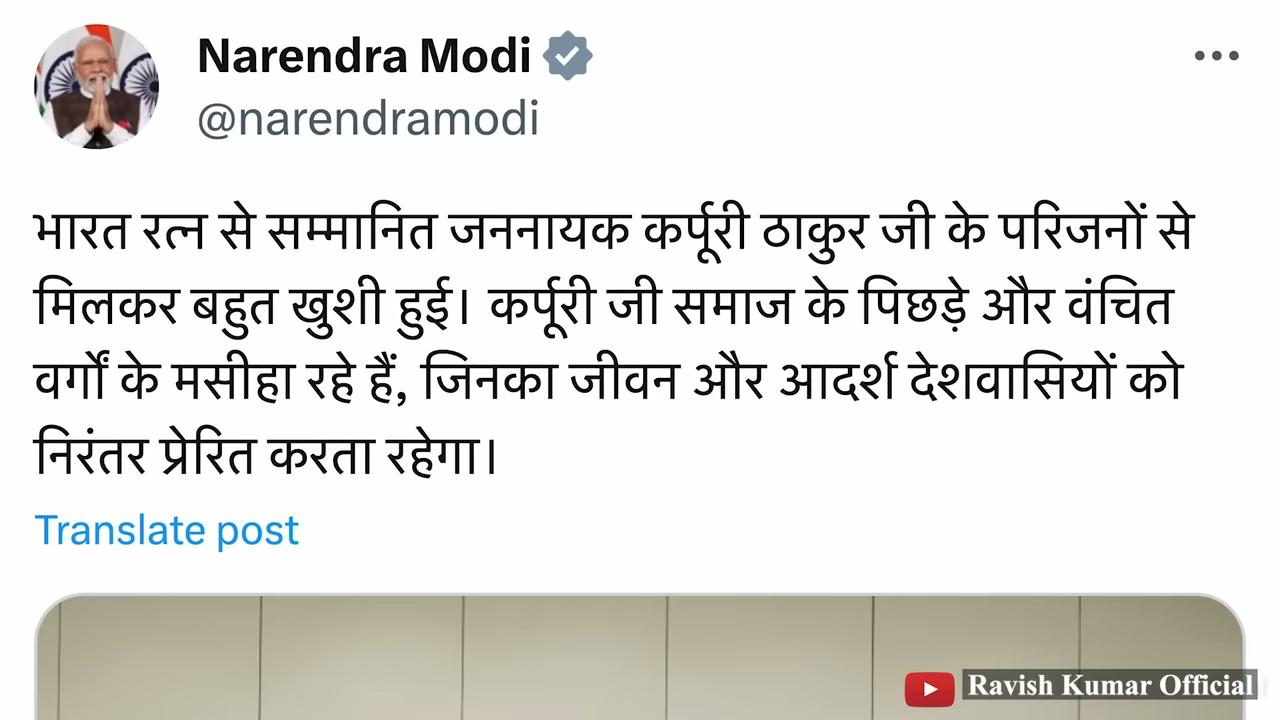 Narendra Modi
@narendramodi
भारत रत्न से सम्मानित जननायक कर्पूरी ठाकुर जी के परिजनों से
मिलकर बहुत खुशी हुई। कर्पूरी जी समाज के पिछड़े और वंचित
वर्गों के मसीहा रहे हैं, जिनका जीवन और आदर्श देशवासियों को
निरंतर प्रेरित करता रहेगा।
Translate post
Ravish Kumar Official